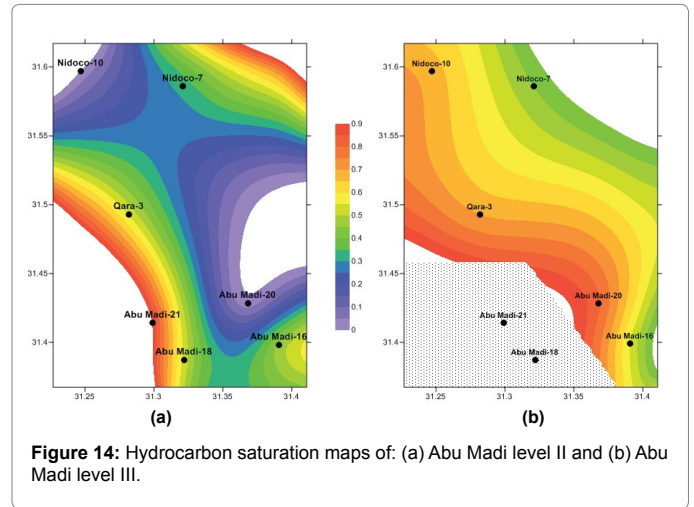 31.6
31.55
31.5
31.45
31.4
31.25
31.3
31.35
31.4
Nidoco-10
Nidoco-7
Qara-3
Abu Madi-20
Abu Madi-21
Abu Madi-16
Abu Madi-18
(a)
0.9
0.8
0.7
0.6
0.5
0.4
0.3
0.2
0.1
0
31.6
31.55
31.5
31.45
31.4
31.25
31.3
31.35
31.4
Nidoco-10
Nidoco-7
Qara-3
Abu Madi-20
Abu Madi-21
Abu Madi-16
Abu Madi-18
(b)
Figure 14: Hydrocarbon saturation maps of: (a) Abu Madi level II and (b) Abu
Madi level III.